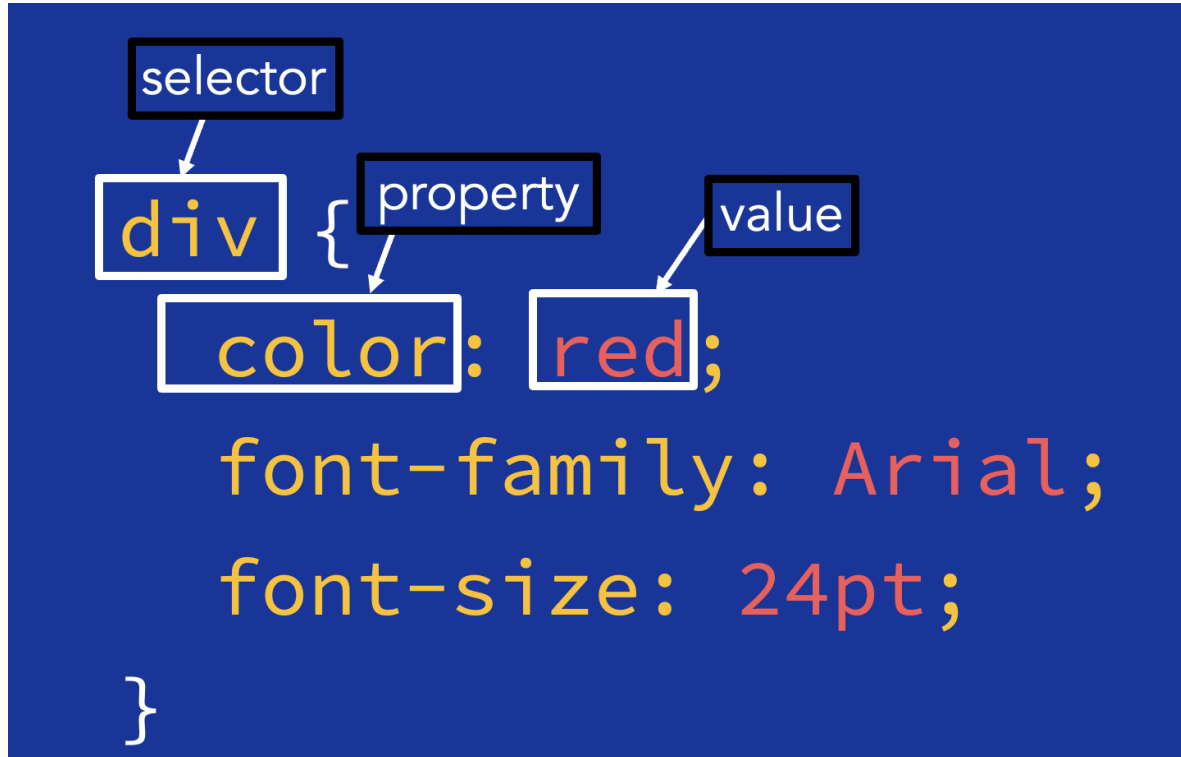 selector
property
value
div {
color: red;
font-family: Arial;
font-size: 24pt;
}